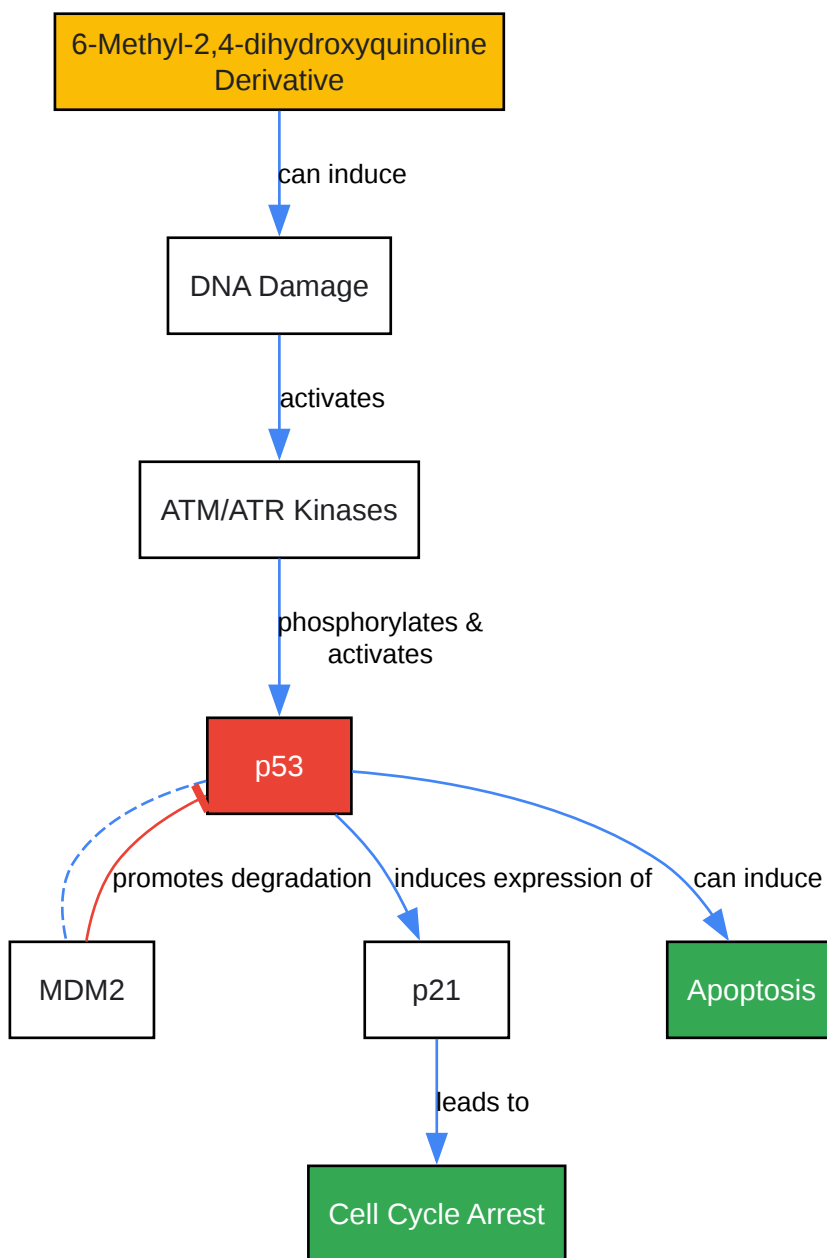 6-Methyl-2,4-dihydroxyquinoline
Derivative
can induce
DNA Damage
activates
ATM/ATR Kinases
phosphorylates &
activates
p53
promotes degradation
induces expression of
can induce
MDM2
p21
Apoptosis
leads to
Cell Cycle Arrest